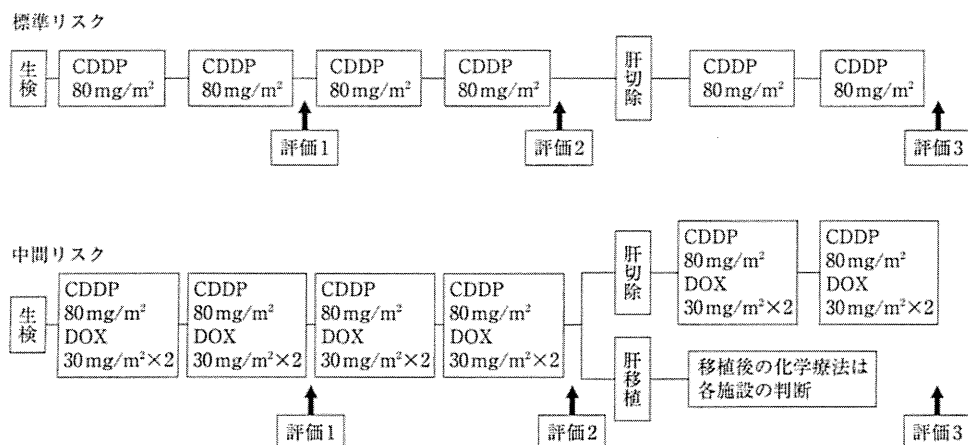 標準リスク
生検
CDDP
80mg/m²
CDDP
80mg/m²
CDDP
80mg/m²
CDDP
80mg/m²
肝切除
CDDP
80mg/m²
CDDP
80mg/m²
評価1
評価2
評価3
中間リスク
生検
CDDP
80mg/m²
DOX
30mg/m²×2
CDDP
80mg/m²
DOX
30mg/m²×2
CDDP
80mg/m²
DOX
30mg/m²×2
CDDP
80mg/m²
DOX
30mg/m²×2
肝切除
CDDP
80mg/m²
DOX
30mg/m²×2
CDDP
80mg/m²
DOX
30mg/m²×2
肝移植
移植後の化学療法は
各施設の判断
評価1
評価2
評価3